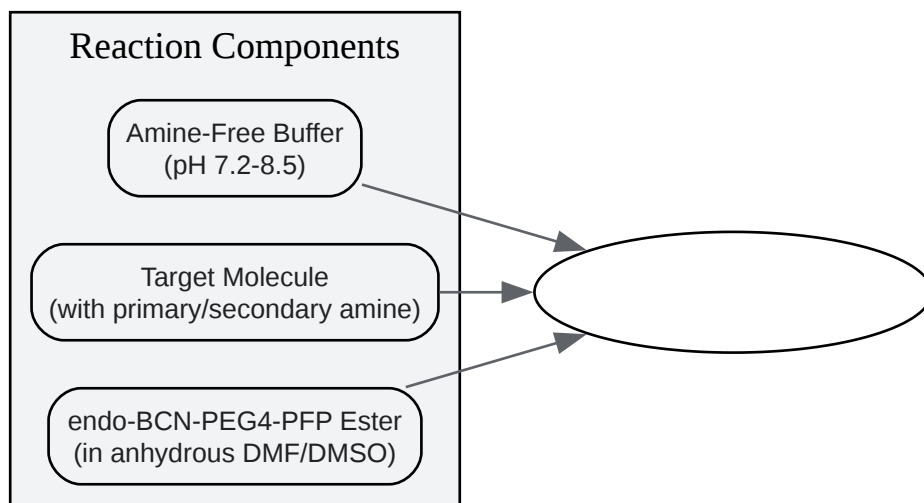 Reaction Components
Amine-Free Buffer
(pH 7.2-8.5)
Target Molecule
(with primary/secondary amine)
endo-BCN-PEG4-PFP Ester
(in anhydrous DMF/DMSO)